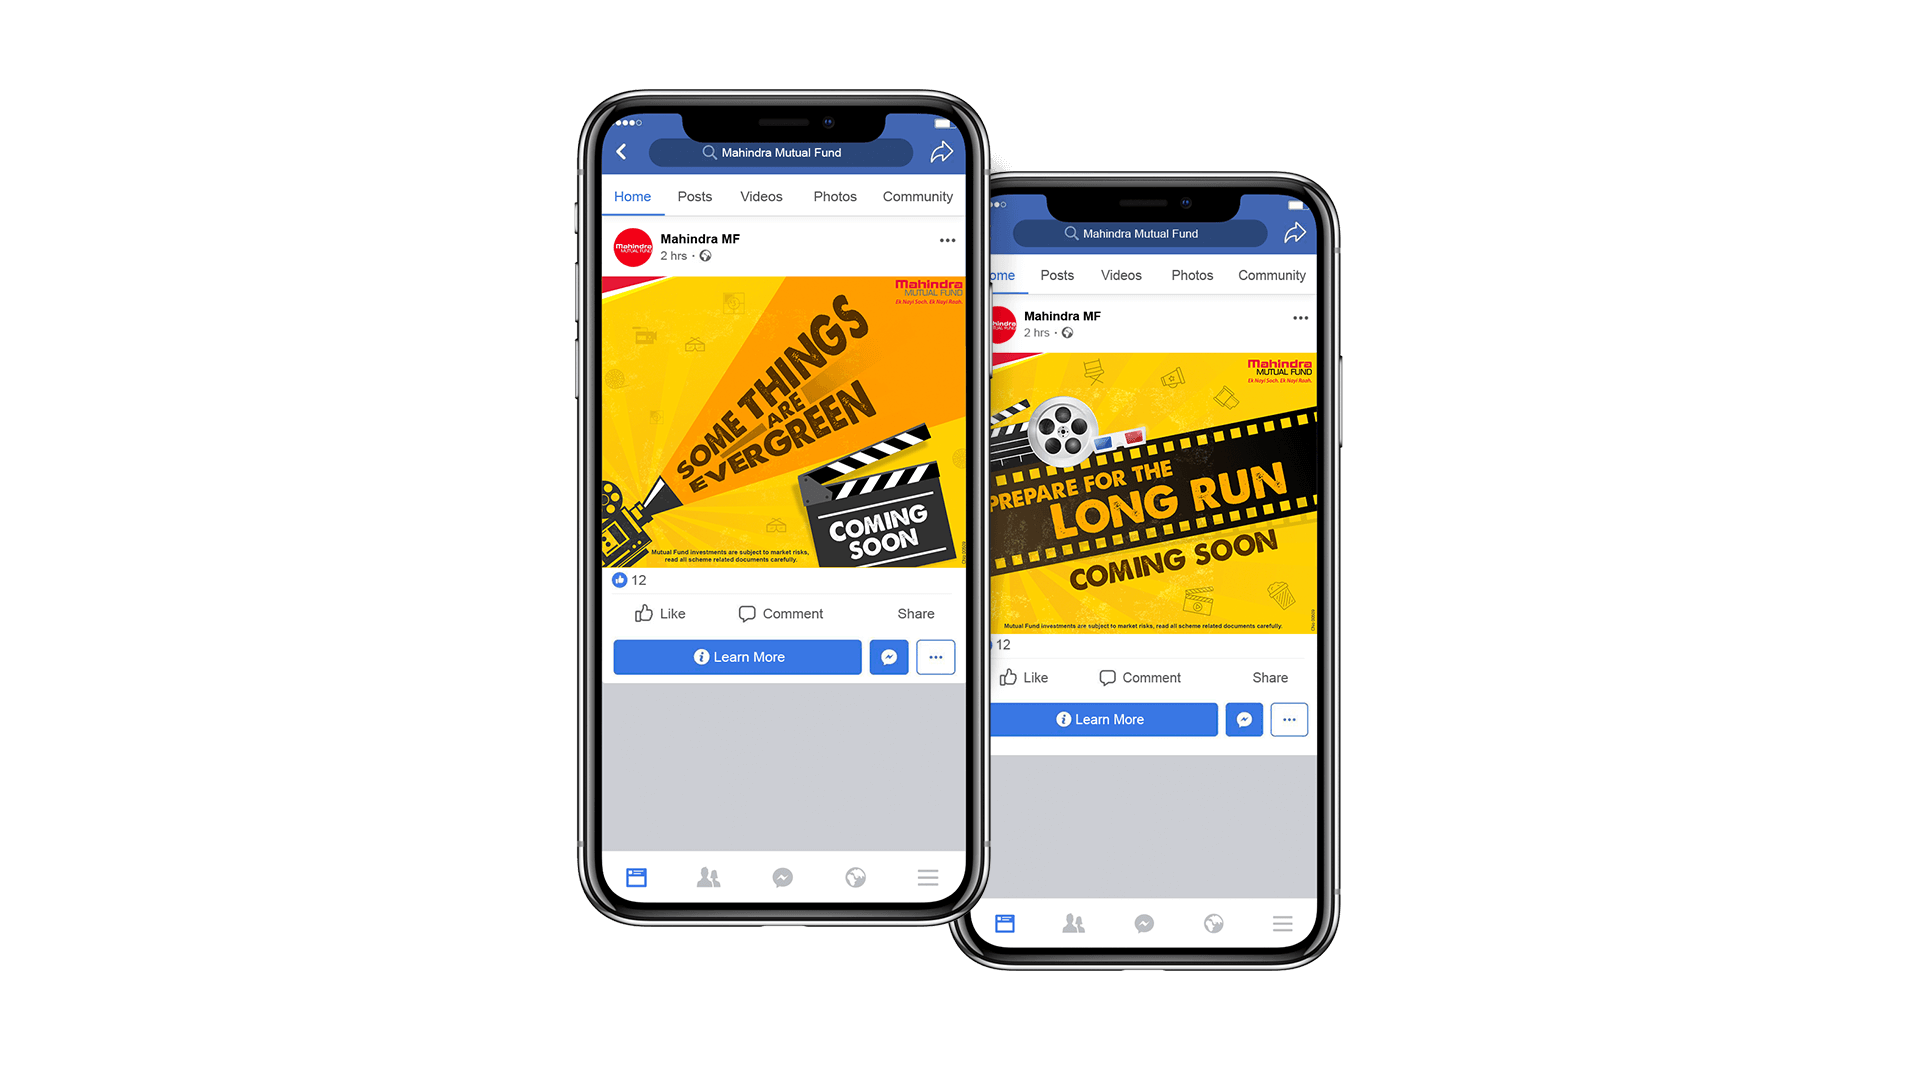 Mahindra Mutual Fund
Home Posts Videos Photos Community
Mahindra
MUTUAL FUND
Mahindra MF
2 hrs ·
Mahindra
MUTUAL FUND
Ek Nayi Soch. Ek Nayi Raah.
SOME THINGS
ARE
EVERGREEN
COMING
SOON
Mutual Fund investments are subject to market risks,
read all scheme related documents carefully.
12
Like Comment Share
Learn More
Mahindra Mutual Fund
ome Posts Videos Photos Community
Mahindra MF
2 hrs ·
Mahindra
MUTUAL FUND
Ek Nayi Soch. Ek Nayi Raah.
PREPARE FOR THE
LONG RUN
COMING SOON
Mutual Fund investments are subject to market risks, read all scheme related documents carefully.
12
Like Comment Share
Learn More